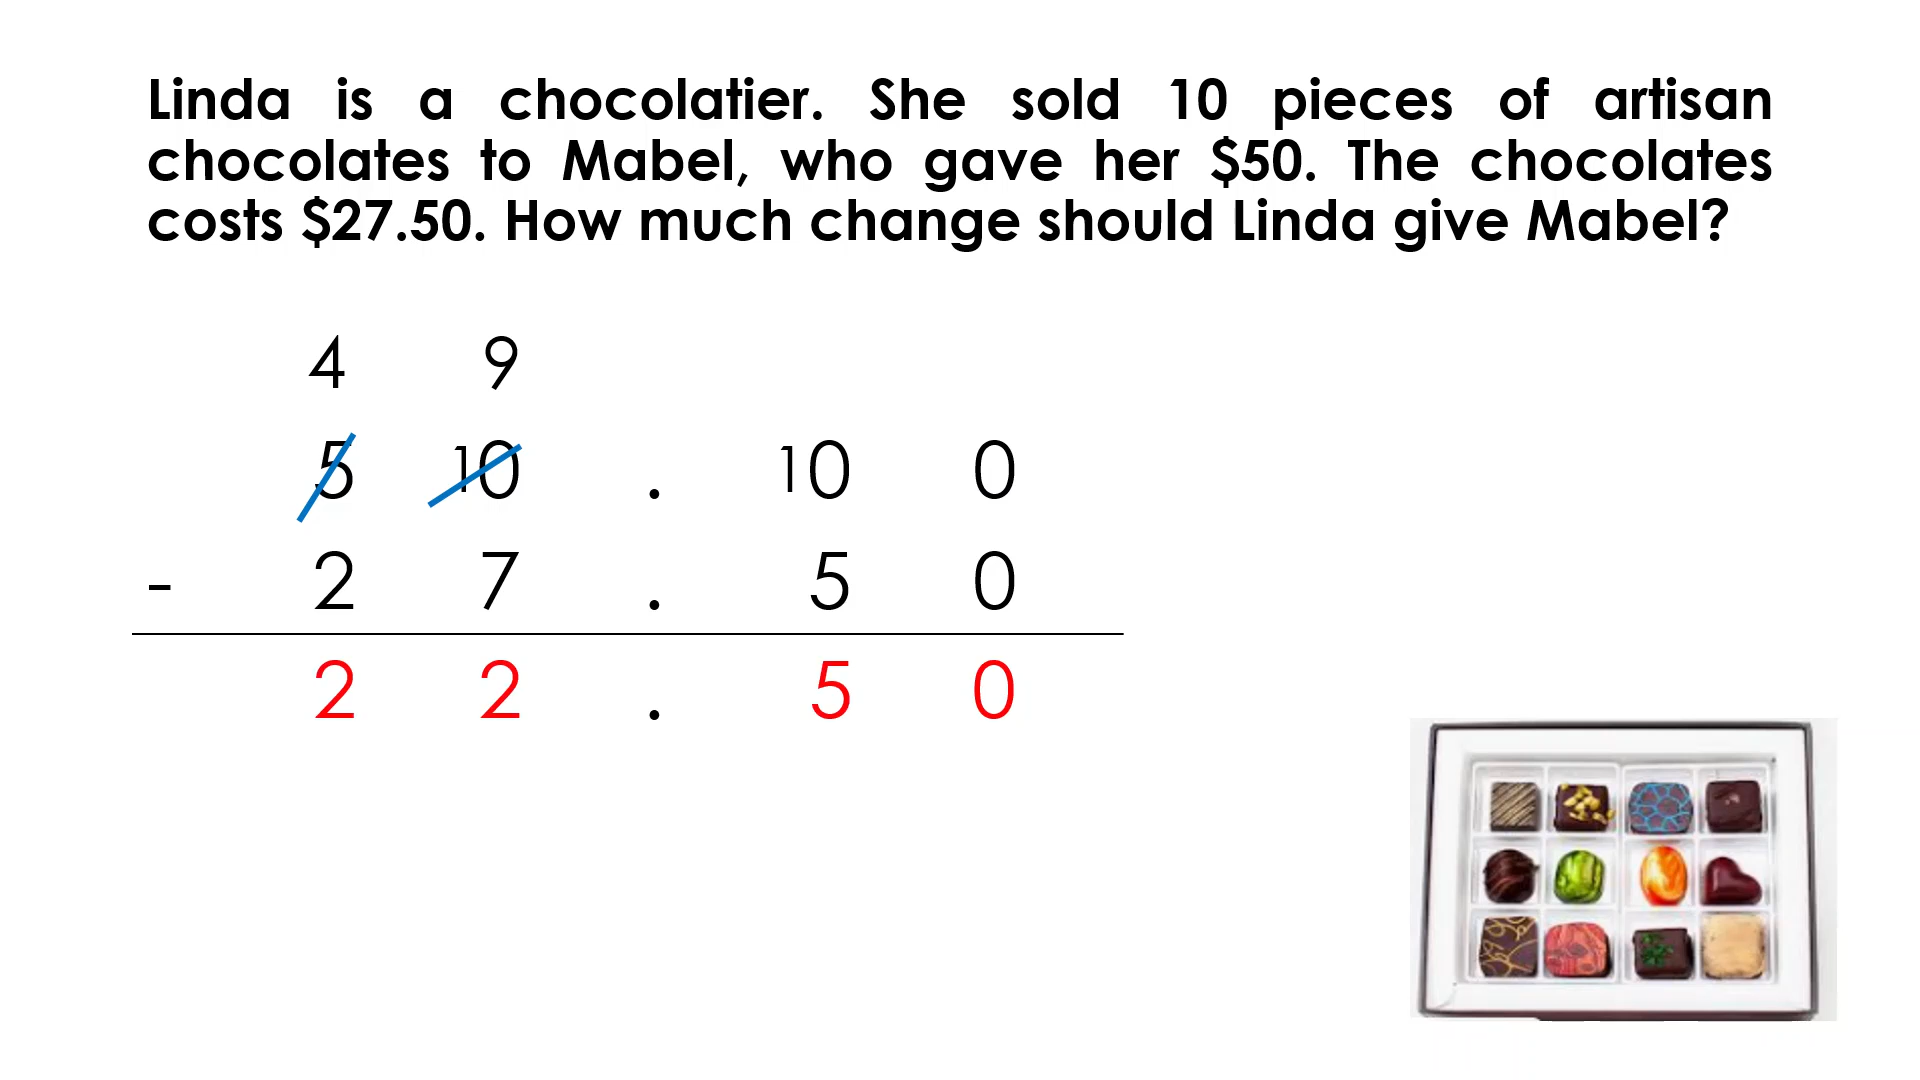 Linda is a chocolatier. She sold 10 pieces of artisan
chocolates to Mabel, who gave her $50. The chocolates
costs $27.50. How much change should Linda give Mabel?
4 9
5 10 . 10 0
- 2 7 . 5 0
2 2 . 5 0